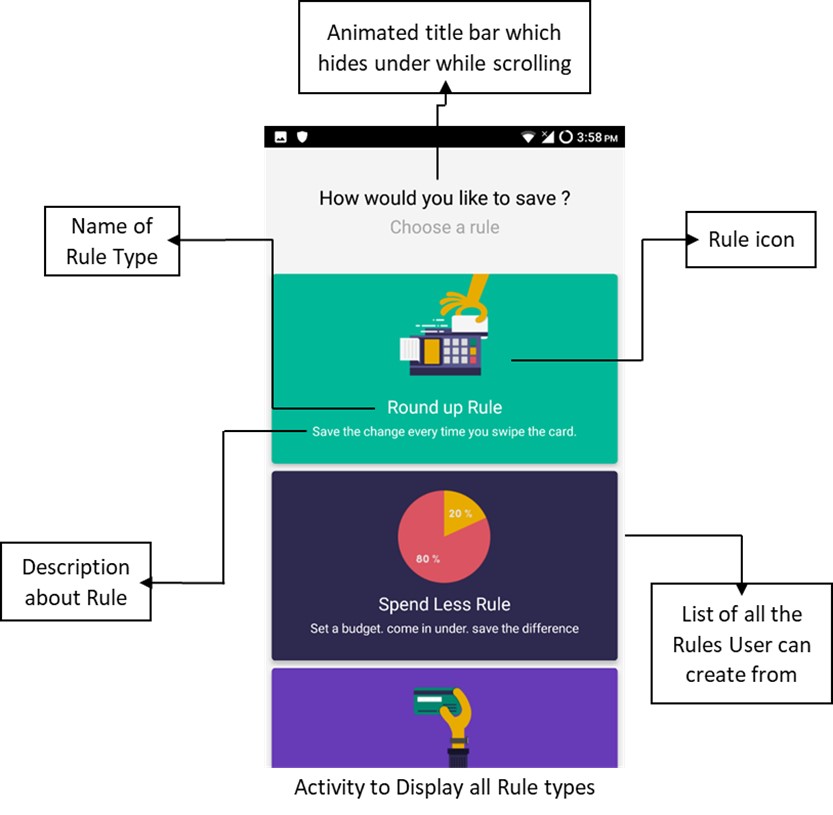 Animated title bar which
hides under while scrolling
3:58 PM
How would you like to save ?
Choose a rule
Name of
Rule Type
Rule icon
Round up Rule
Save the change every time you swipe the card.
20 %
80 %
Description
about Rule
Spend Less Rule
Set a budget. come in under. save the difference
List of all the
Rules User can
create from
Activity to Display all Rule types